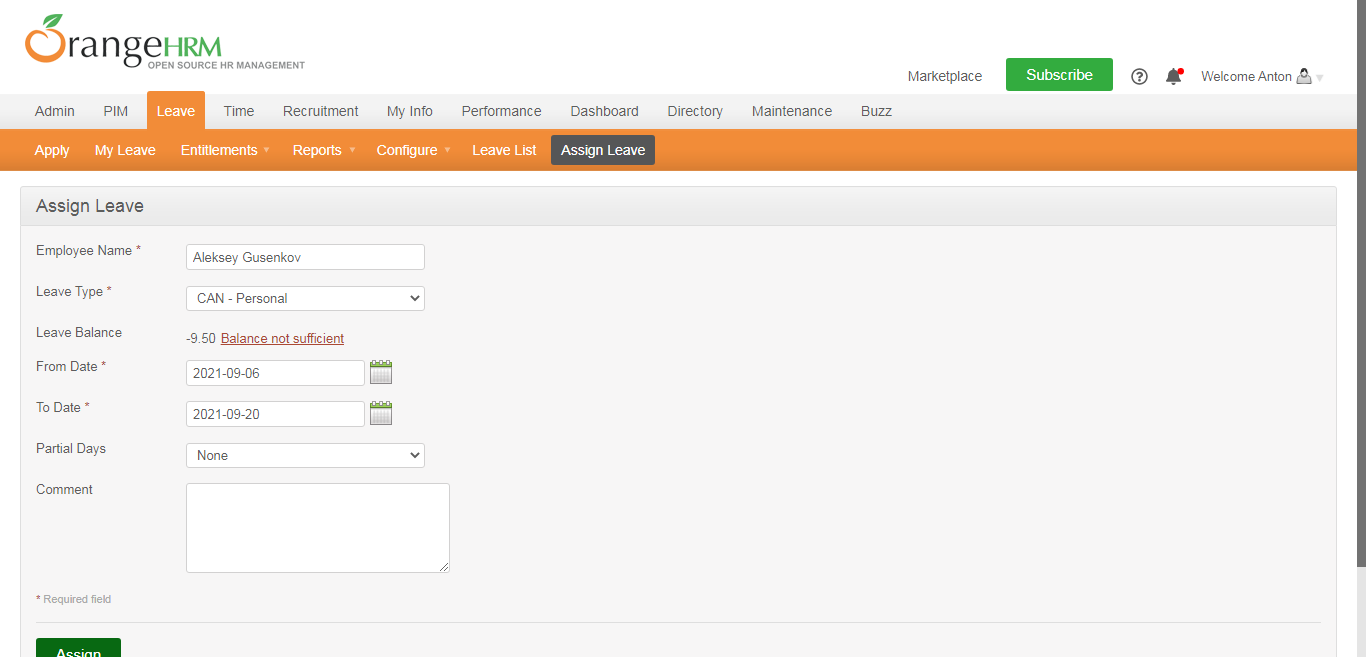 OrangeHRM
OPEN SOURCE HR MANAGEMENT
Marketplace Subscribe ? Welcome Anton
Admin PIM Leave Time Recruitment My Info Performance Dashboard Directory Maintenance Buzz
Apply My Leave Entitlements Reports Configure Leave List Assign Leave
Assign Leave
Employee Name * Aleksey Gusenkov
Leave Type * CAN - Personal
Leave Balance -9.50 Balance not sufficient
From Date * 2021-09-06
To Date * 2021-09-20
Partial Days None
Comment
* Required field
Assign